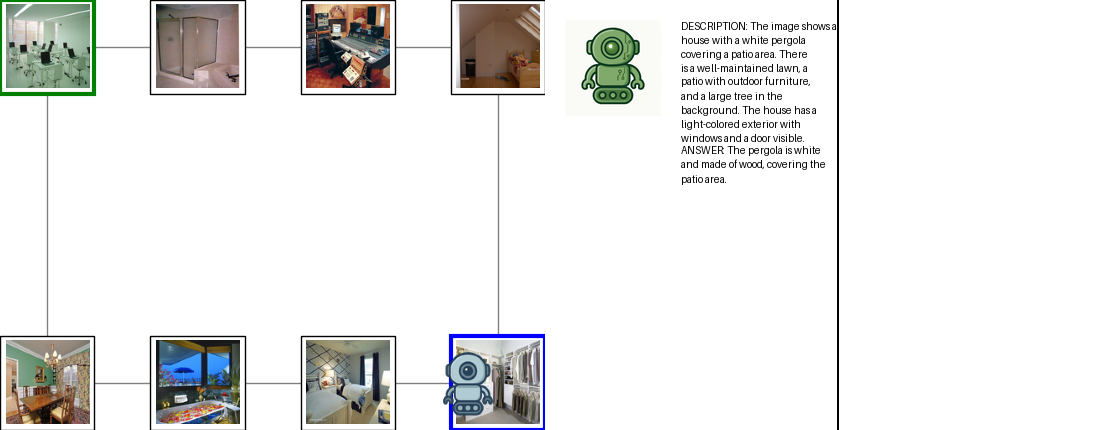 DESCRIPTION: The image shows a
house with a white pergola
covering a patio area. There
is a well-maintained lawn, a
patio with outdoor furniture,
and a large tree in the
background. The house has a
light-colored exterior with
windows and a door visible.
ANSWER: The pergola is white
and made of wood, covering the
patio area.